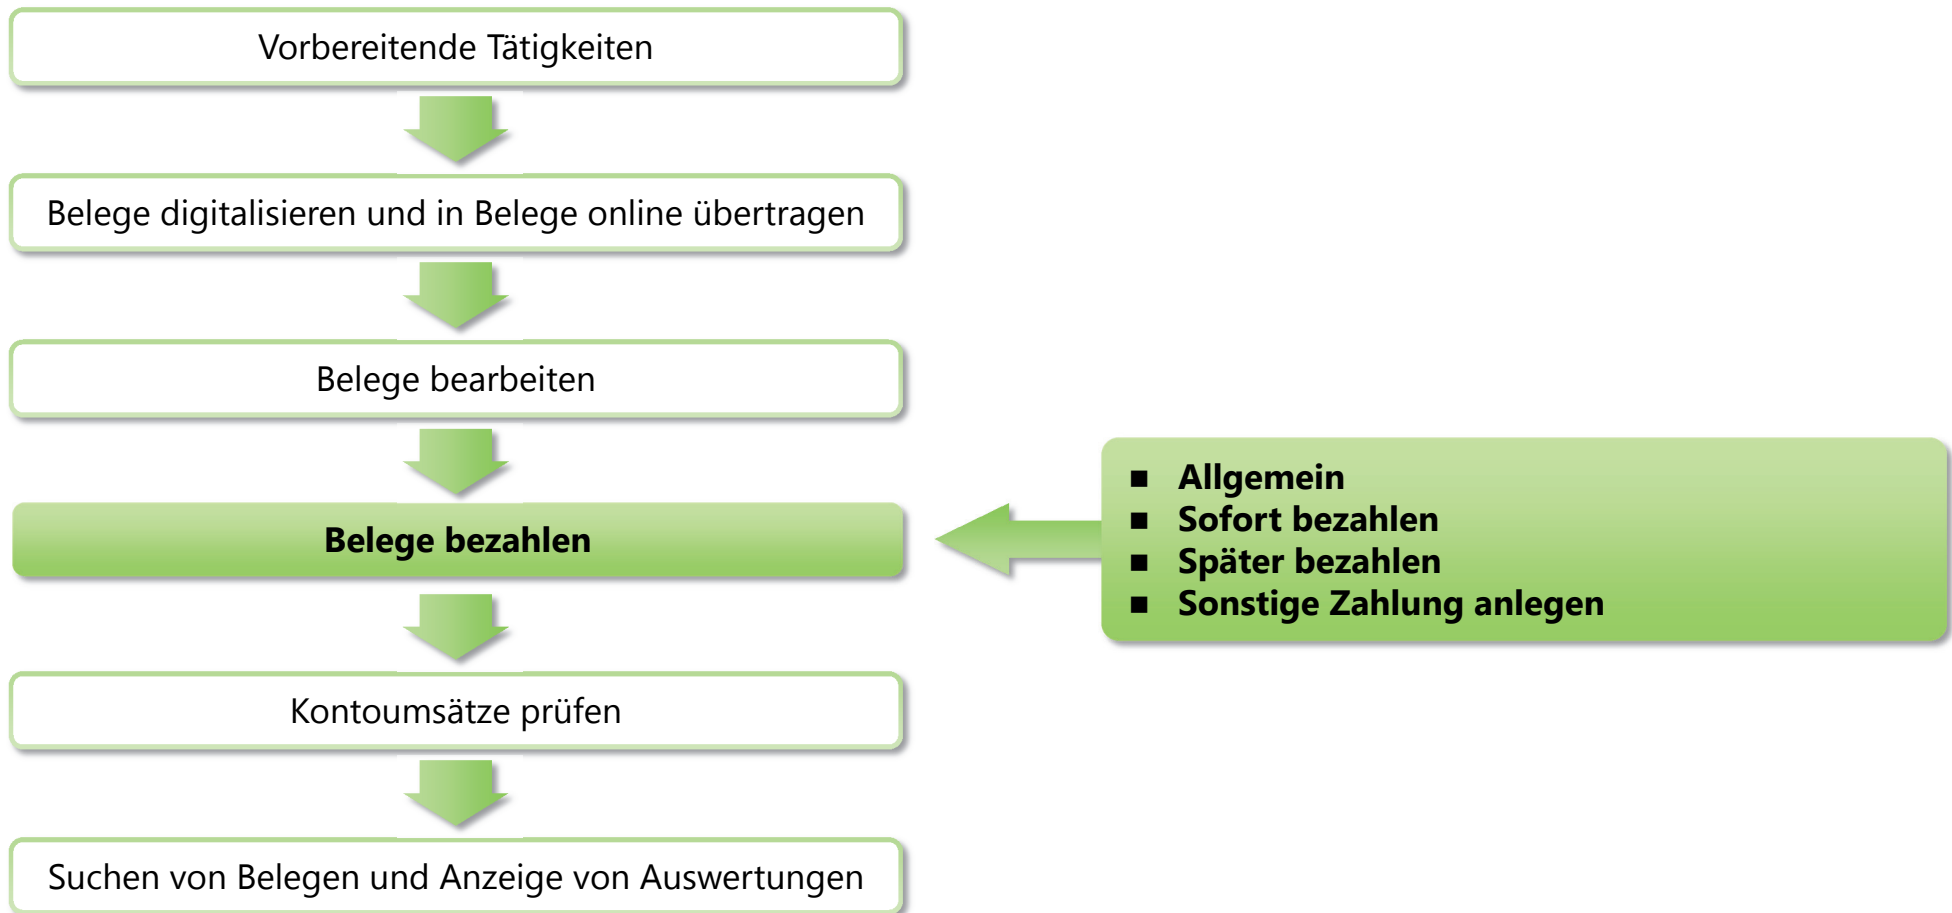 Vorbereitende Tätigkeiten
Belege digitalisieren und in Belege online übertragen
Belege bearbeiten
Belege bezahlen
■ Allgemein
■ Sofort bezahlen
■ Später bezahlen
■ Sonstige Zahlung anlegen
Kontoumsätze prüfen
Suchen von Belegen und Anzeige von Auswertungen